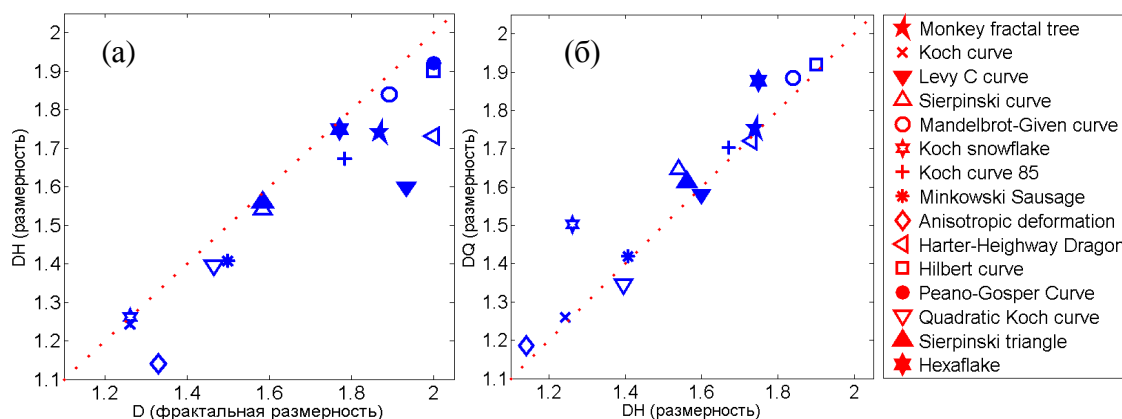 (а)
2
1.9
1.8
1.7
1.6
1.5
1.4
1.3
1.2
1.1
DH (размерность)
1.2 1.4 1.6 1.8 2
D (фрактальная размерность)
(б)
2
1.9
1.8
1.7
1.6
1.5
1.4
1.3
1.2
1.1
DQ (размерность)
1.2 1.4 1.6 1.8 2
DH (размерность)
Monkey fractal tree
Koch curve
Levy C curve
Sierpinski curve
Mandelbrot-Given curve
Koch snowflake
Koch curve 85
Minkowski Sausage
Anisotropic deformation
Harter-Heighway Dragon
Hilbert curve
Peano-Gosper Curve
Quadratic Koch curve
Sierpinski triangle
Hexaflake